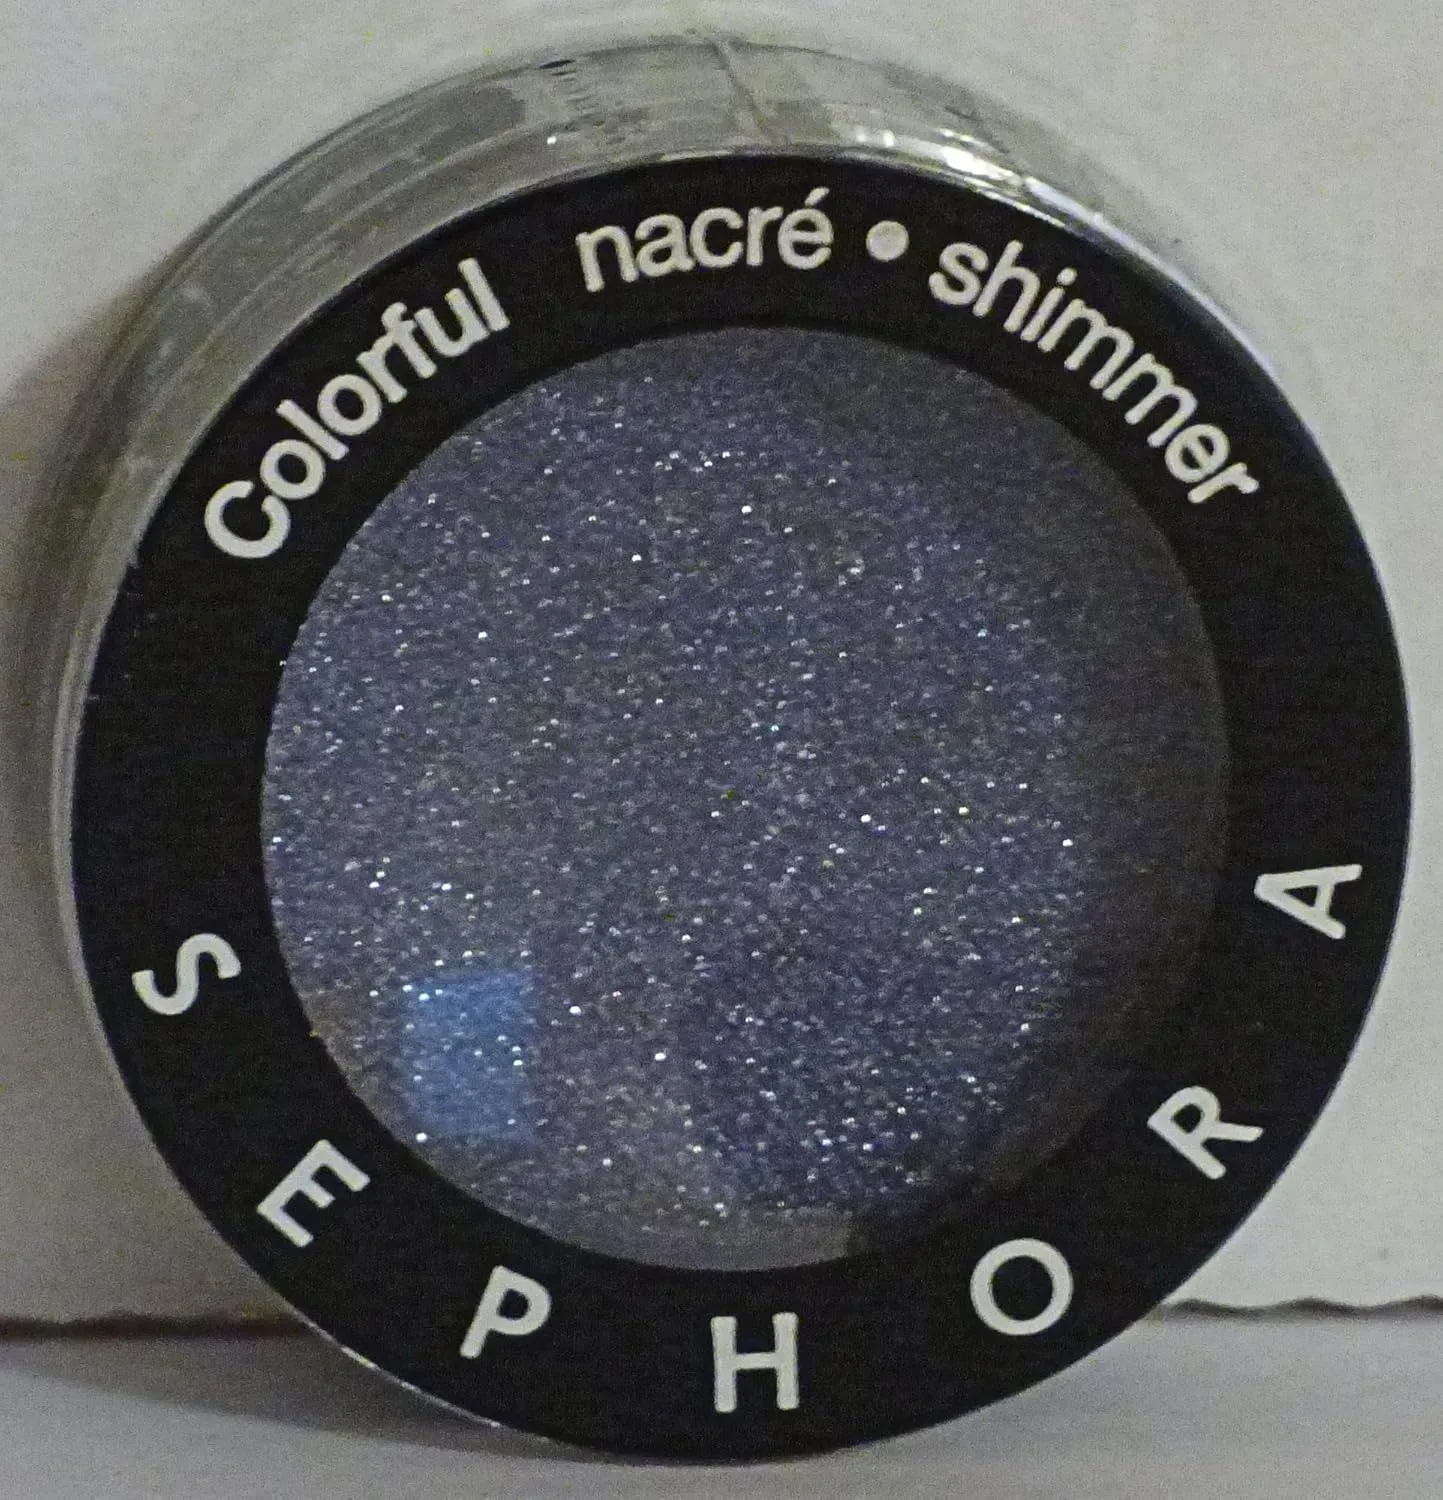 Colorful nacré • shimmer
SEPHORA